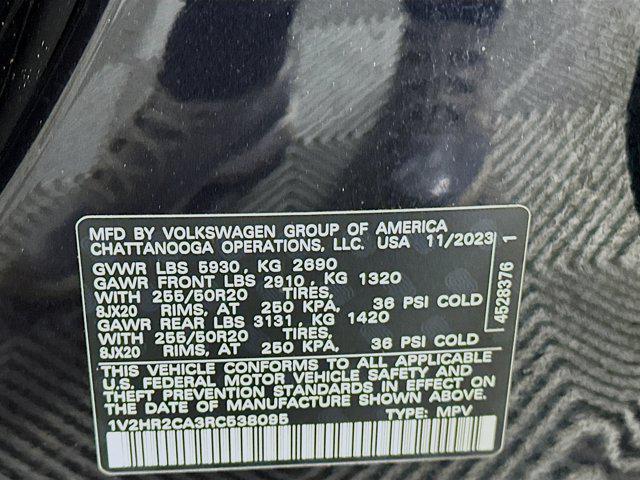 MFD BY VOLKSWAGEN GROUP OF AMERICA
CHATTANOOGA OPERATIONS, LLC. USA 11/2023
GVWR LBS 5930 , KG 2690
GAWR FRONT LBS 2910 , KG 1320
WITH 255/50R20 TIRES,
8JX20 RIMS, AT 250 KPA, 36 PSI COLD
GAWR REAR LBS 3131 , KG 1420
WITH 255/50R20 TIRES,
8JX20 RIMS, AT 250 KPA, 36 PSI COLD
THIS VEHICLE CONFORMS TO ALL APPLICABLE
U.S. FEDERAL MOTOR VEHICLE SAFETY AND
THEFT PREVENTION STANDARDS IN EFFECT ON
THE DATE OF MANUFACTURE SHOWN ABOVE.
1V2HR2CA3RC538095 TYPE: MPV
4528376 1